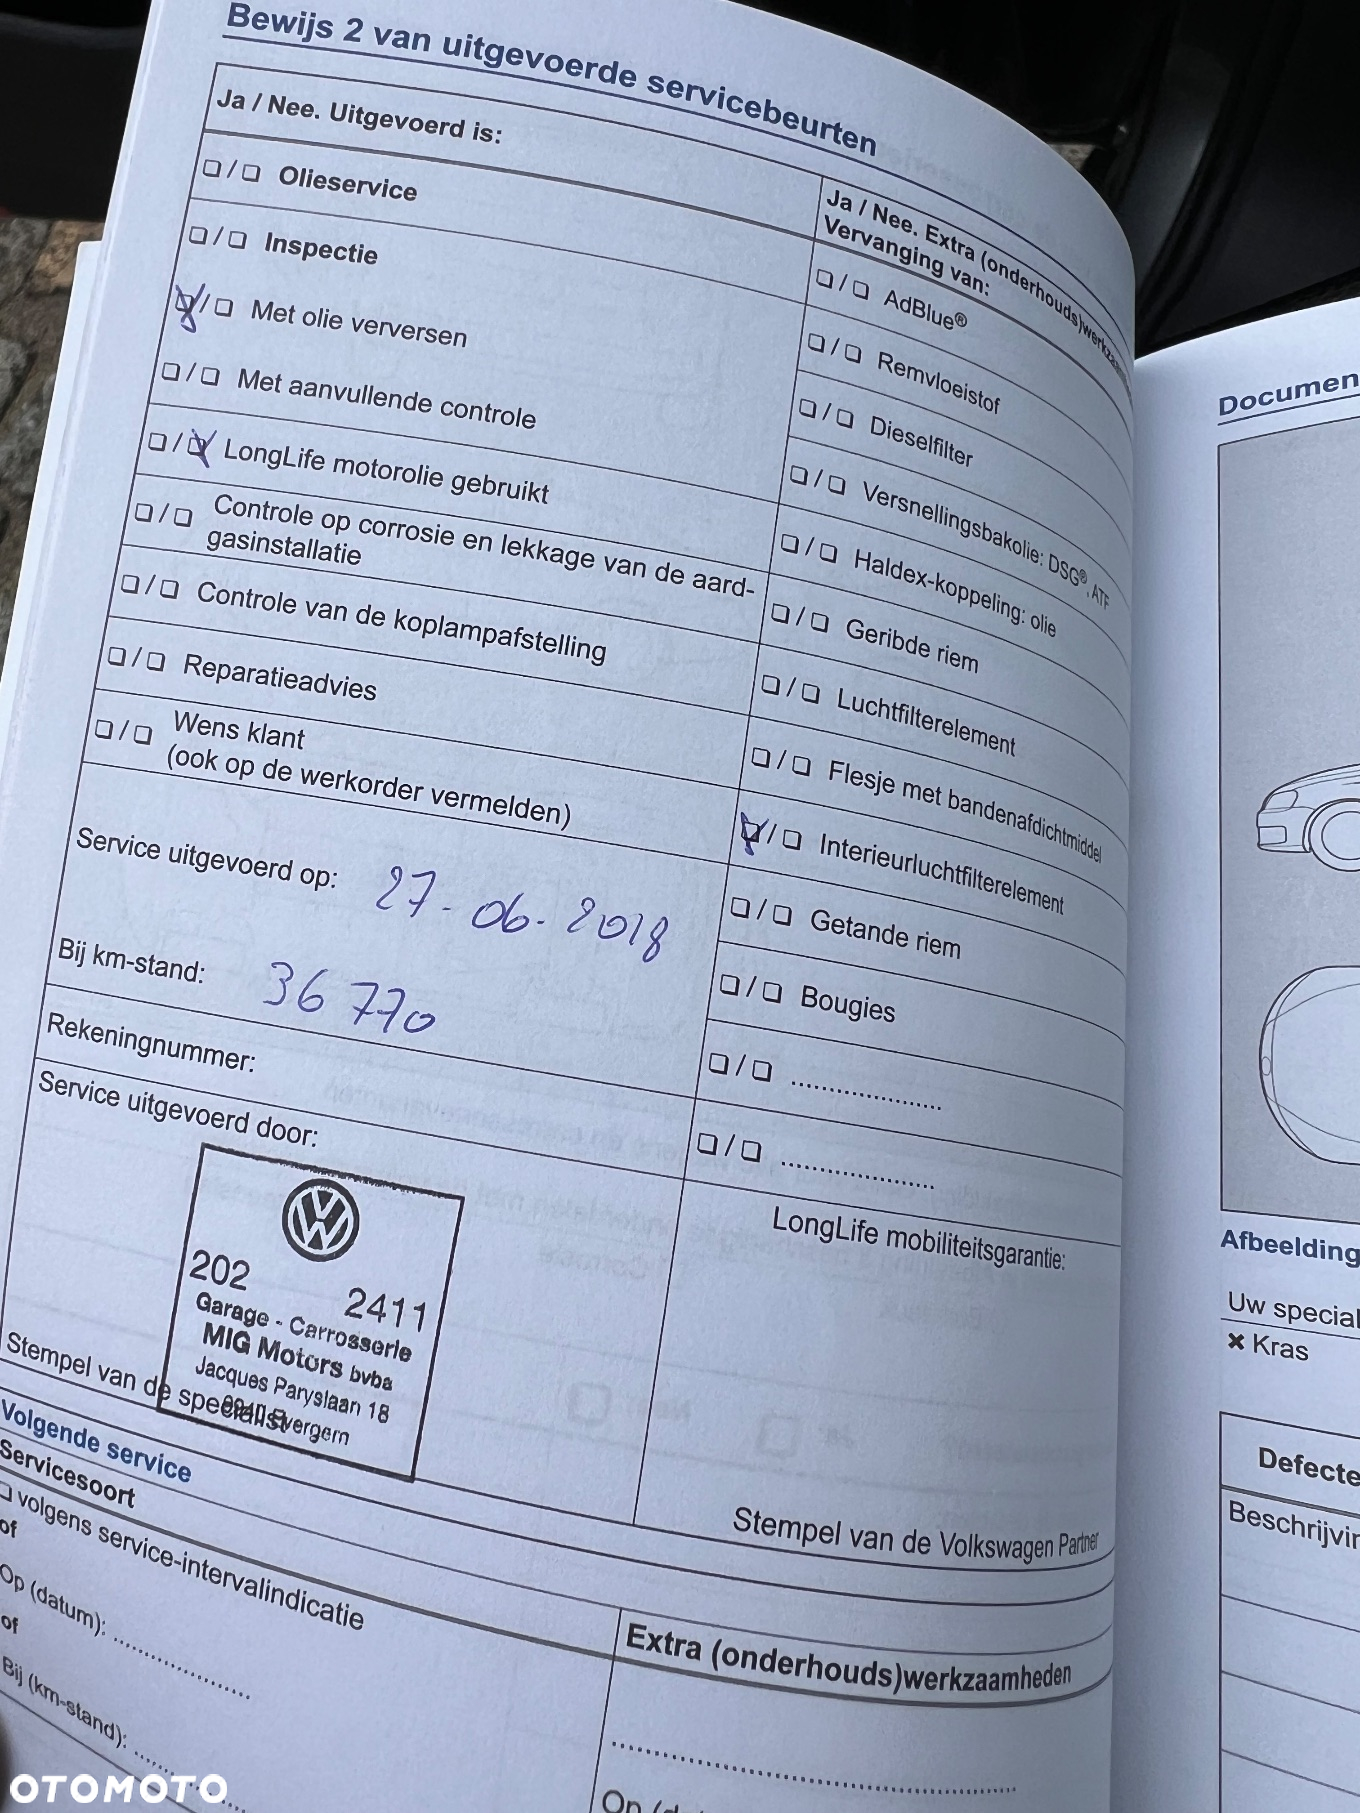 Bewijs 2 van uitgevoerde servicebeurten
Ja / Nee. Uitgevoerd is:
❏ / ❏ Olieservice
❏ / ❏ Inspectie
❏ / ❏ Met olie verversen
❏ / ❏ Met aanvullende controle
❏ / ❏ LongLife motorolie gebruikt
❏ / ❏ Controle op corrosie en lekkage van de aard-
gasinstallatie
❏ / ❏ Controle van de koplampafstelling
❏ / ❏ Reparatieadvies
❏ / ❏ Wens klant
(ook op de werkorder vermelden)
Service uitgevoerd op: 27-06-2018
Bij km-stand: 36 770
Rekeningnummer:
Service uitgevoerd door:
202 2411
Garage - Carrosserie
MIG Motors bvba
Jacques Paryslaan 18
Evergem
Stempel van de specialist
Ja / Nee. Extra (onderhouds)
Vervanging van:
❏ / ❏ AdBlue®
❏ / ❏ Remvloeistof
❏ / ❏ Dieselfilter
❏ / ❏ Versnellingsbakolie: DSG®, ATF
❏ / ❏ Haldex-koppeling: olie
❏ / ❏ Geribde riem
❏ / ❏ Luchtfilterelement
❏ / ❏ Flesje met bandenafdichtmiddel
❏ / ❏ Interieurluchtfilterelement
❏ / ❏ Getande riem
❏ / ❏ Bougies
❏ / ❏ ....................
❏ / ❏ ....................
LongLife mobiliteitsgarantie:
Stempel van de Volkswagen Partner
Volgende service
Servicesoort
❏ volgens service-intervalindicatie
of
Op (datum): ....................
of
Bij (km-stand): ....................
Extra (onderhouds)werkzaamheden
........................................
Documen
Afbeelding
Uw special
✖ Kras
Defecte
Beschrijvin
OTOMOTO